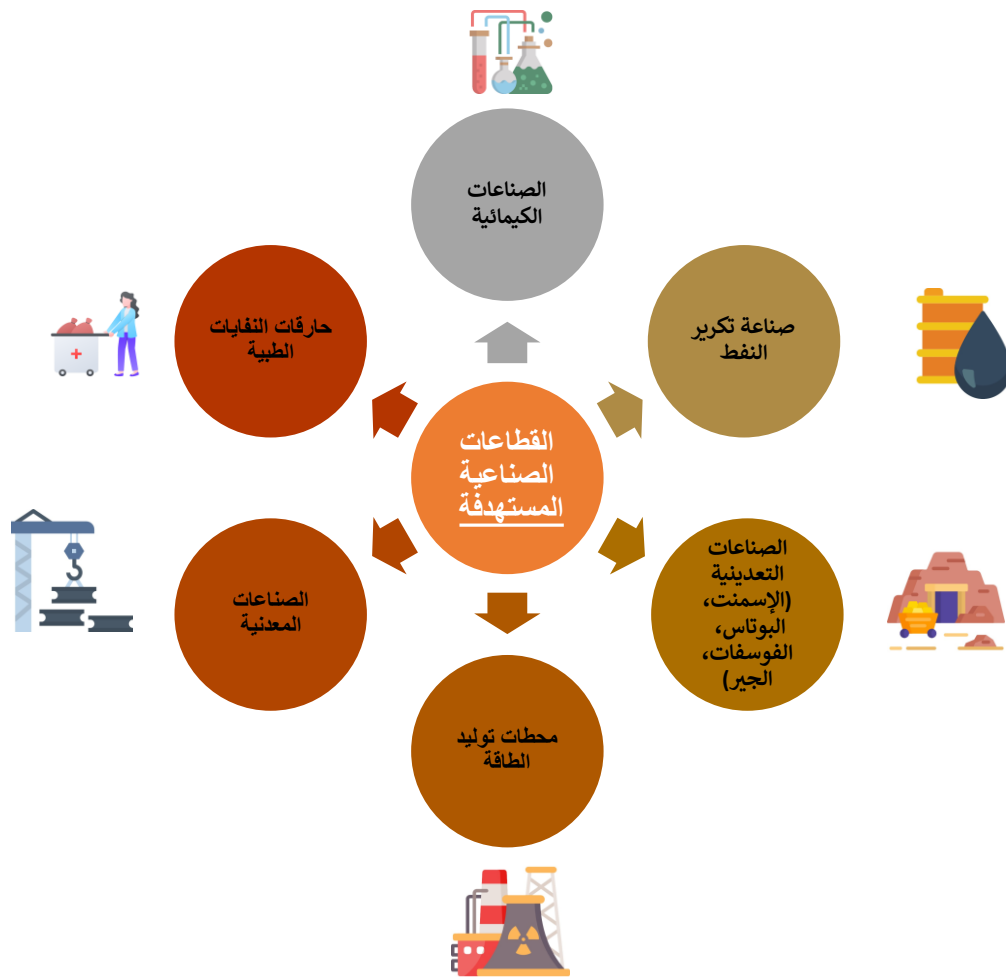 الصناعات
الكيمائية
صناعة تكرير
النفط
الصناعات
التعدينية
(الإسمنت،
البوتاس،
الفوسفات،
الجير)
محطات توليد
الطاقة
الصناعات
المعدنية
حارقات النفايات
الطبية
القطاعات
الصناعية
المستهدفة